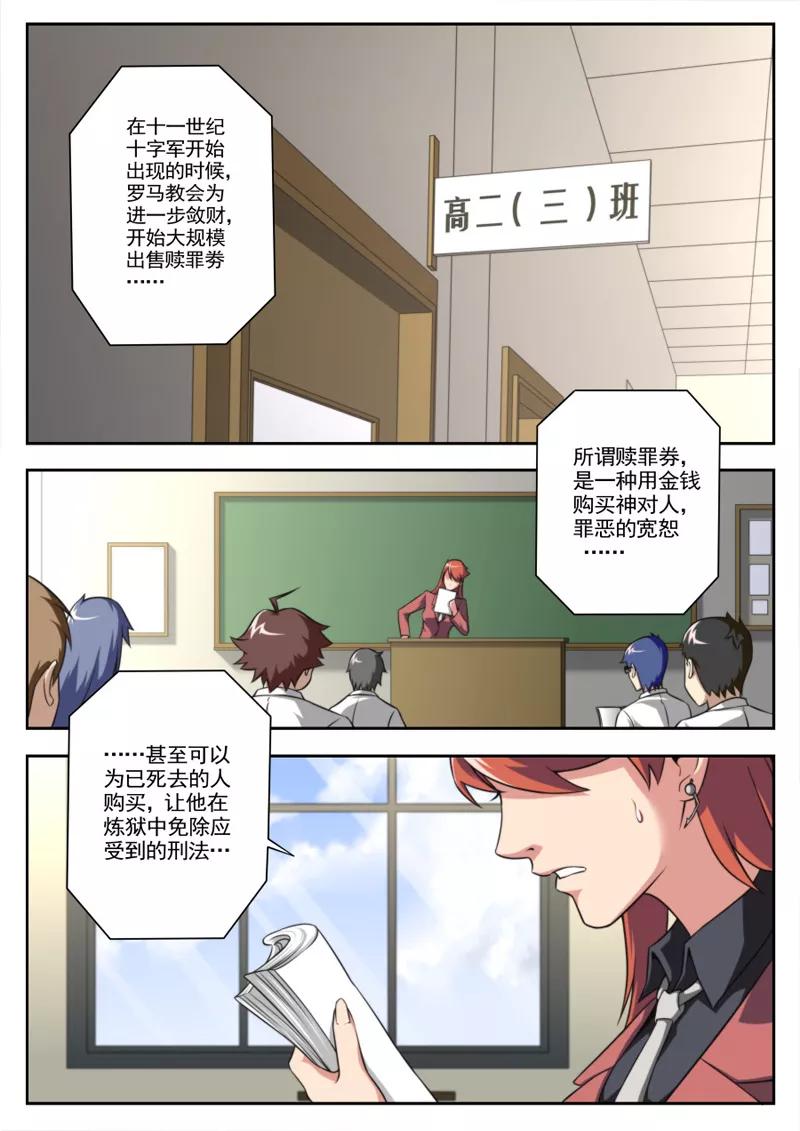 在十一世纪
十字军开始
出现的时候，
罗马教会为
进一步敛财，
开始大规模
出售赎罪劵
……
高二（三）班
所谓赎罪券，
是一种用金钱
购买神对人，
罪恶的宽恕
……
……甚至可以
为已死去的人
购买，让他在
炼狱中免除应
受到的刑法…